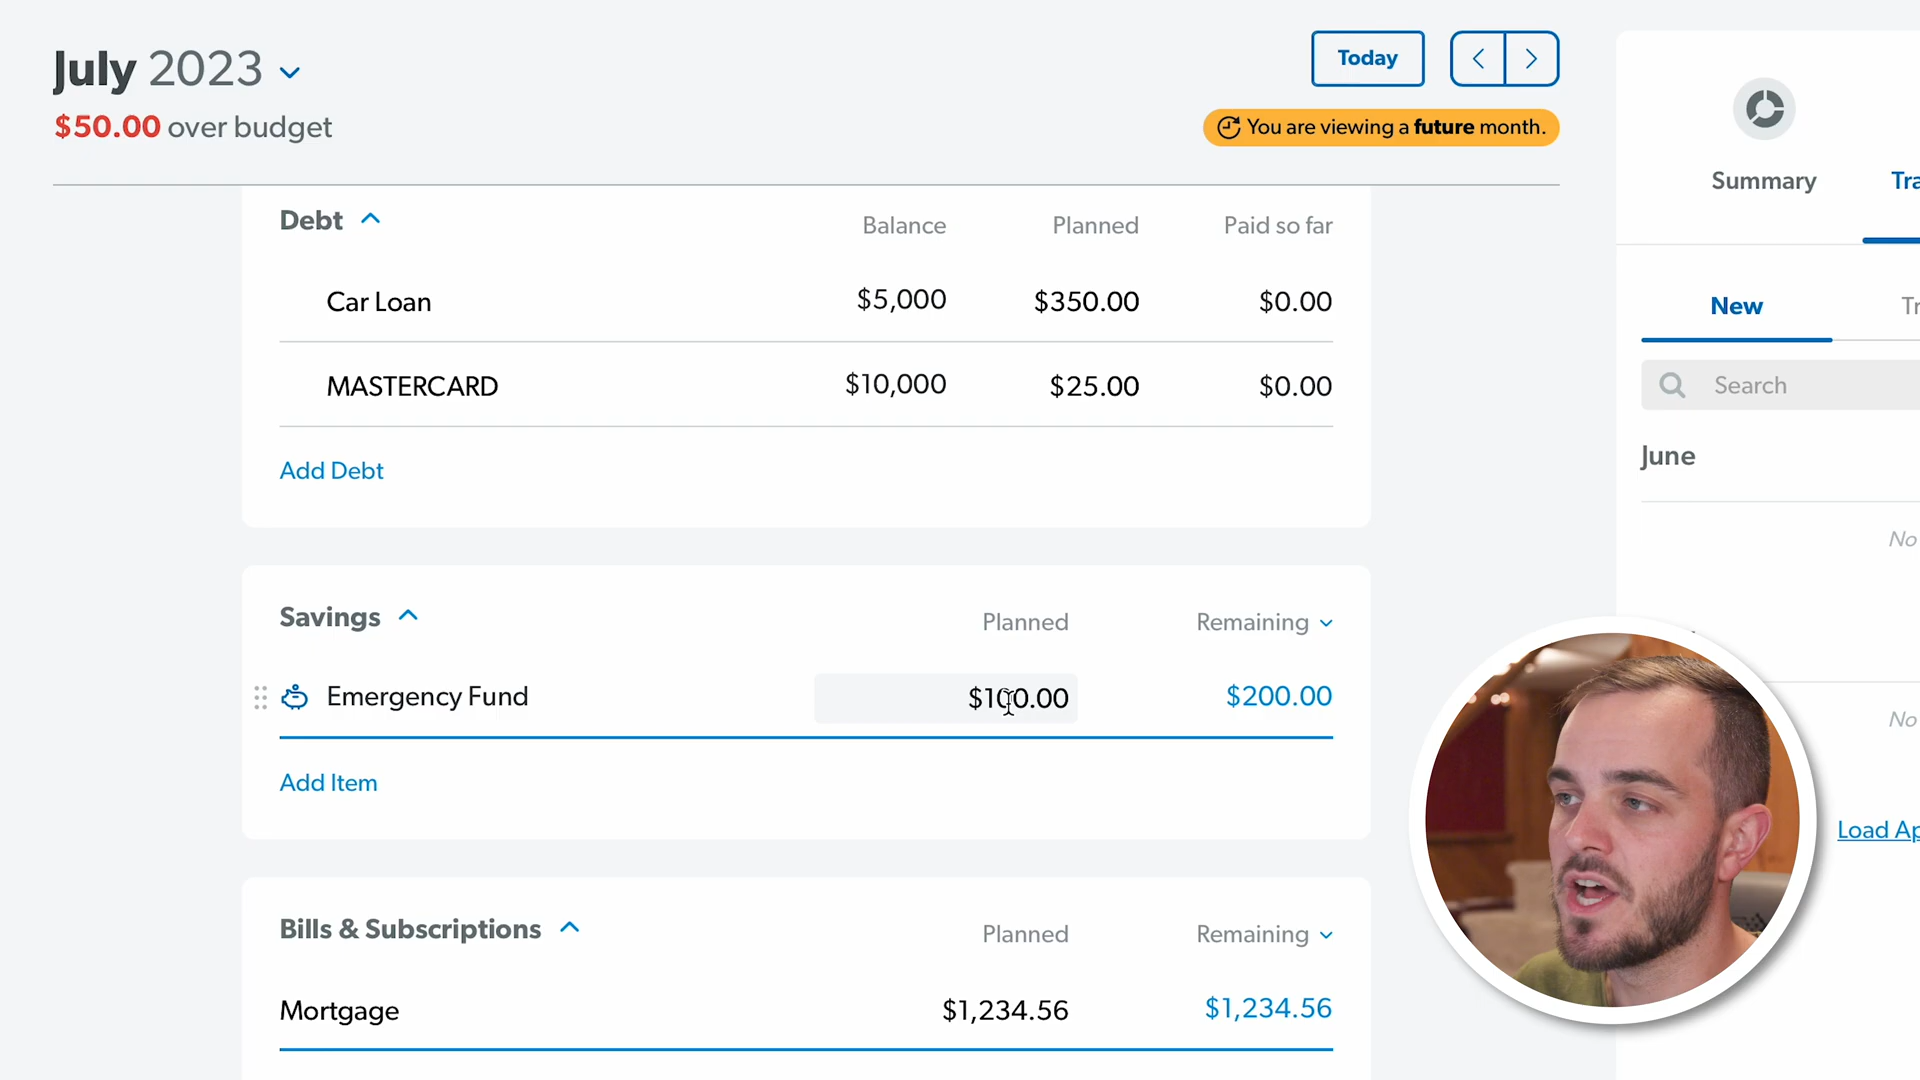 July 2023
$50.00 over budget
Today
You are viewing a future month.
Debt
Balance
Planned
Paid so far
Car Loan
$5,000
$350.00
$0.00
MASTERCARD
$10,000
$25.00
$0.00
Add Debt
Savings
Planned
Remaining
Emergency Fund
$100.00
$200.00
Add Item
Bills & Subscriptions
Planned
Remaining
Mortgage
$1,234.56
$1,234.56
Summary
Tra
New
Tr
Search
June
No
No
Load Ap